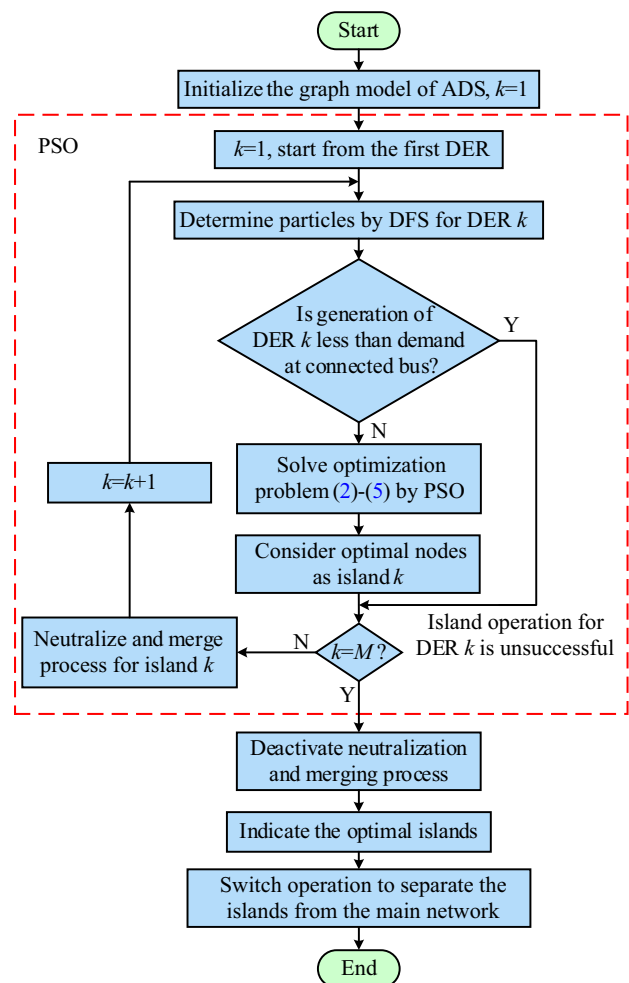 Start
Initialize the graph model of ADS, k=1
PSO
k=1, start from the first DER
Determine particles by DFS for DER k
Is generation of
DER k less than demand
at connected bus?
Y
N
Solve optimization
problem (2)-(5) by PSO
k=k+1
Consider optimal nodes
as island k
Island operation for
DER k is unsuccessful
Neutralize and merge
process for island k
N
k=M?
Y
Deactivate neutralization
and merging process
Indicate the optimal islands
Switch operation to separate the
islands from the main network
End